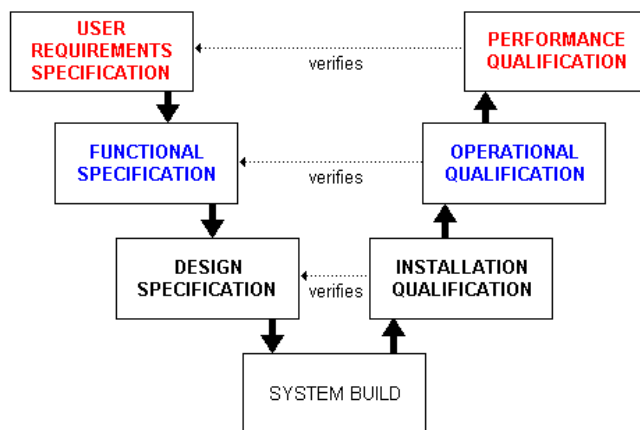 USER
REQUIREMENTS
SPECIFICATION
verifies
PERFORMANCE
QUALIFICATION
FUNCTIONAL
SPECIFICATION
verifies
OPERATIONAL
QUALIFICATION
DESIGN
SPECIFICATION
verifies
INSTALLATION
QUALIFICATION
SYSTEM BUILD